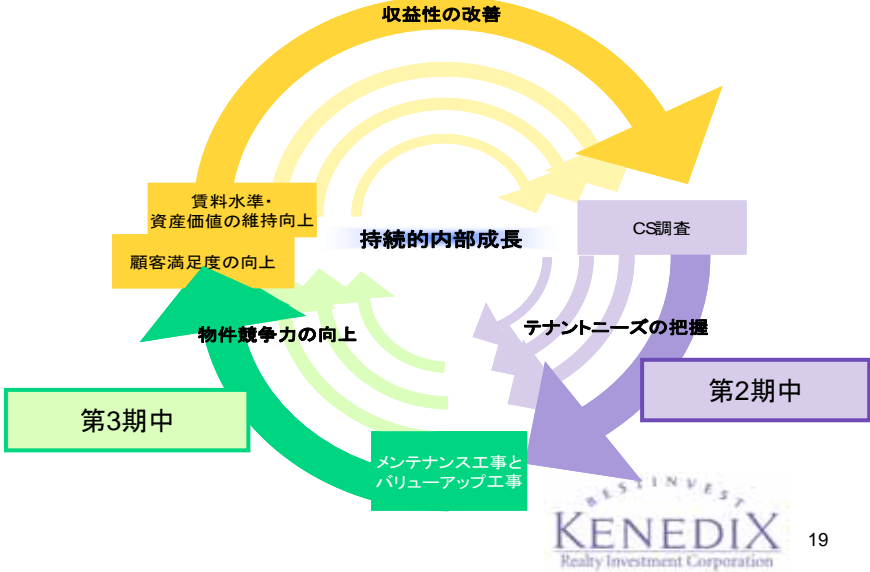 収益性の改善
賃料水準・
資産価値の維持向上
顧客満足度の向上
持続的内部成長
CS調査
物件競争力の向上
テナントニーズの把握
第3期中
第2期中
メンテナンス工事と
バリューアップ工事
BESTINVEST
KENEDIX
Realty Investment Corporation
19